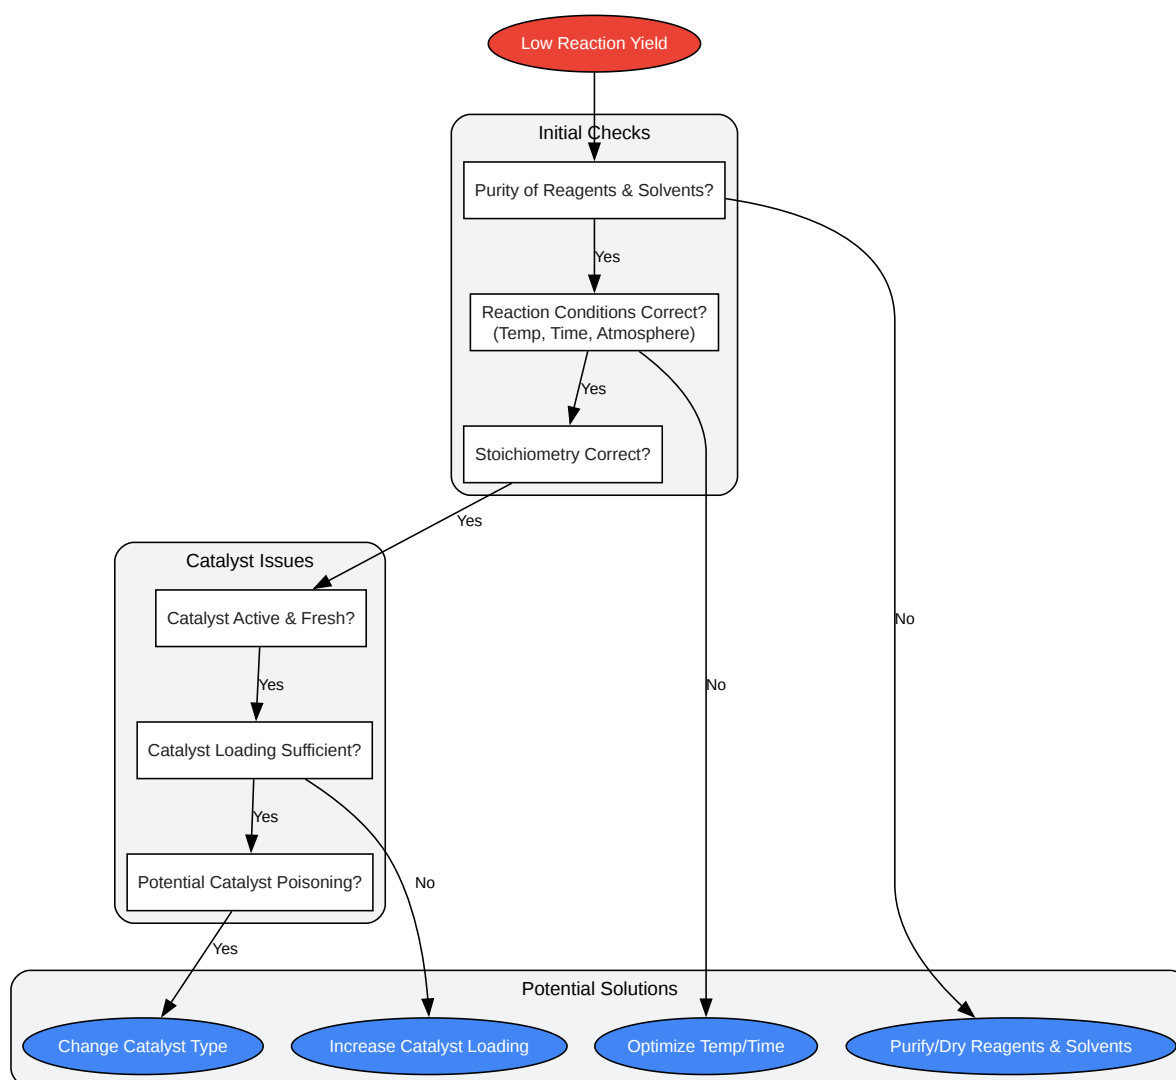 Low Reaction Yield
Initial Checks
Purity of Reagents & Solvents?
Yes
Reaction Conditions Correct?
(Temp, Time, Atmosphere)
Yes
Stoichiometry Correct?
Yes
Catalyst Issues
Catalyst Active & Fresh?
No
Yes
No
Catalyst Loading Sufficient?
Yes
Potential Catalyst Poisoning?
No
Yes
Potential Solutions
Change Catalyst Type
Increase Catalyst Loading
Optimize Temp/Time
Purify/Dry Reagents & Solvents